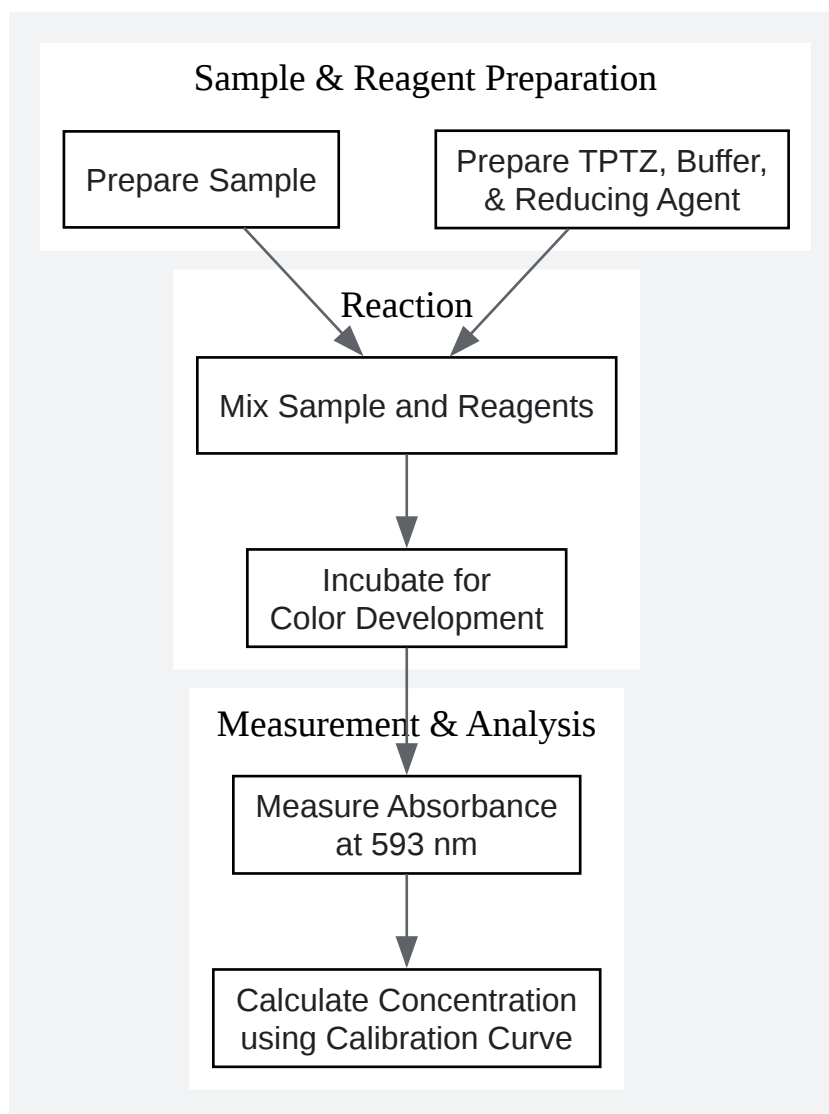 Sample & Reagent Preparation
Prepare Sample
Prepare TPTZ, Buffer,
& Reducing Agent
Reaction
Mix Sample and Reagents
Incubate for
Color Development
Measurement & Analysis
Measure Absorbance
at 593 nm
Calculate Concentration
using Calibration Curve